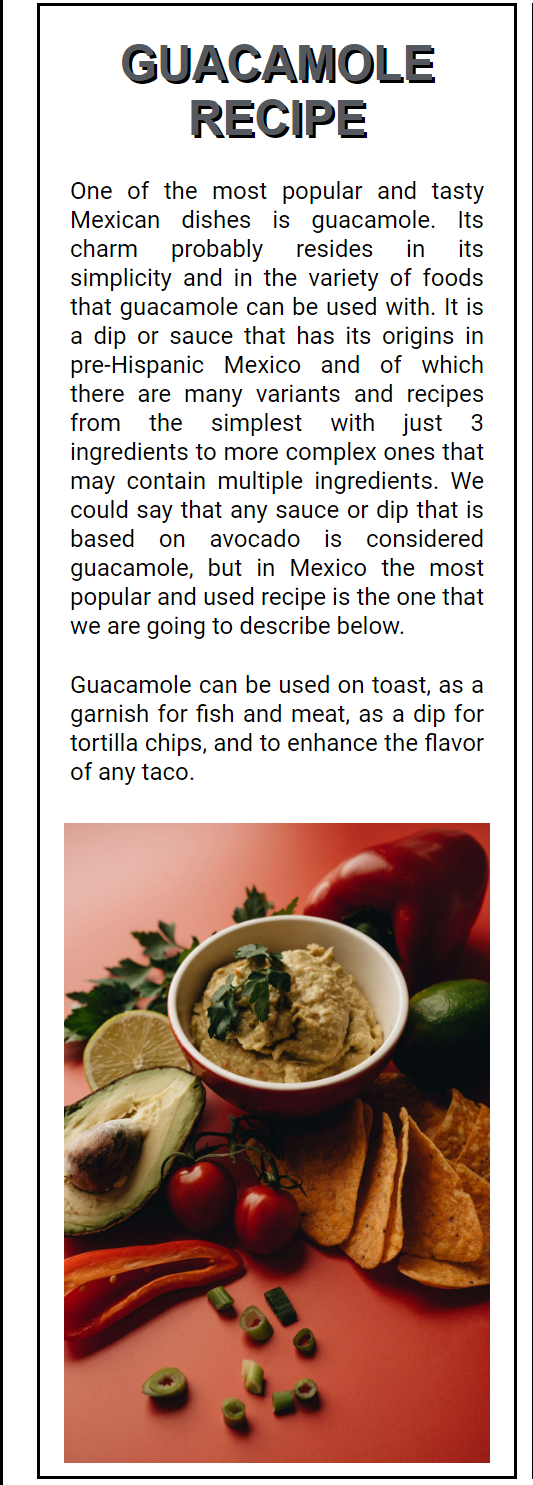 GUACAMOLE
RECIPE
One of the most popular and tasty
Mexican dishes is guacamole. Its
charm probably resides in its
simplicity and in the variety of foods
that guacamole can be used with. It is
a dip or sauce that has its origins in
pre-Hispanic Mexico and of which
there are many variants and recipes
from the simplest with just 3
ingredients to more complex ones that
may contain multiple ingredients. We
could say that any sauce or dip that is
based on avocado is considered
guacamole, but in Mexico the most
popular and used recipe is the one that
we are going to describe below.
Guacamole can be used on toast, as a
garnish for fish and meat, as a dip for
tortilla chips, and to enhance the flavor
of any taco.